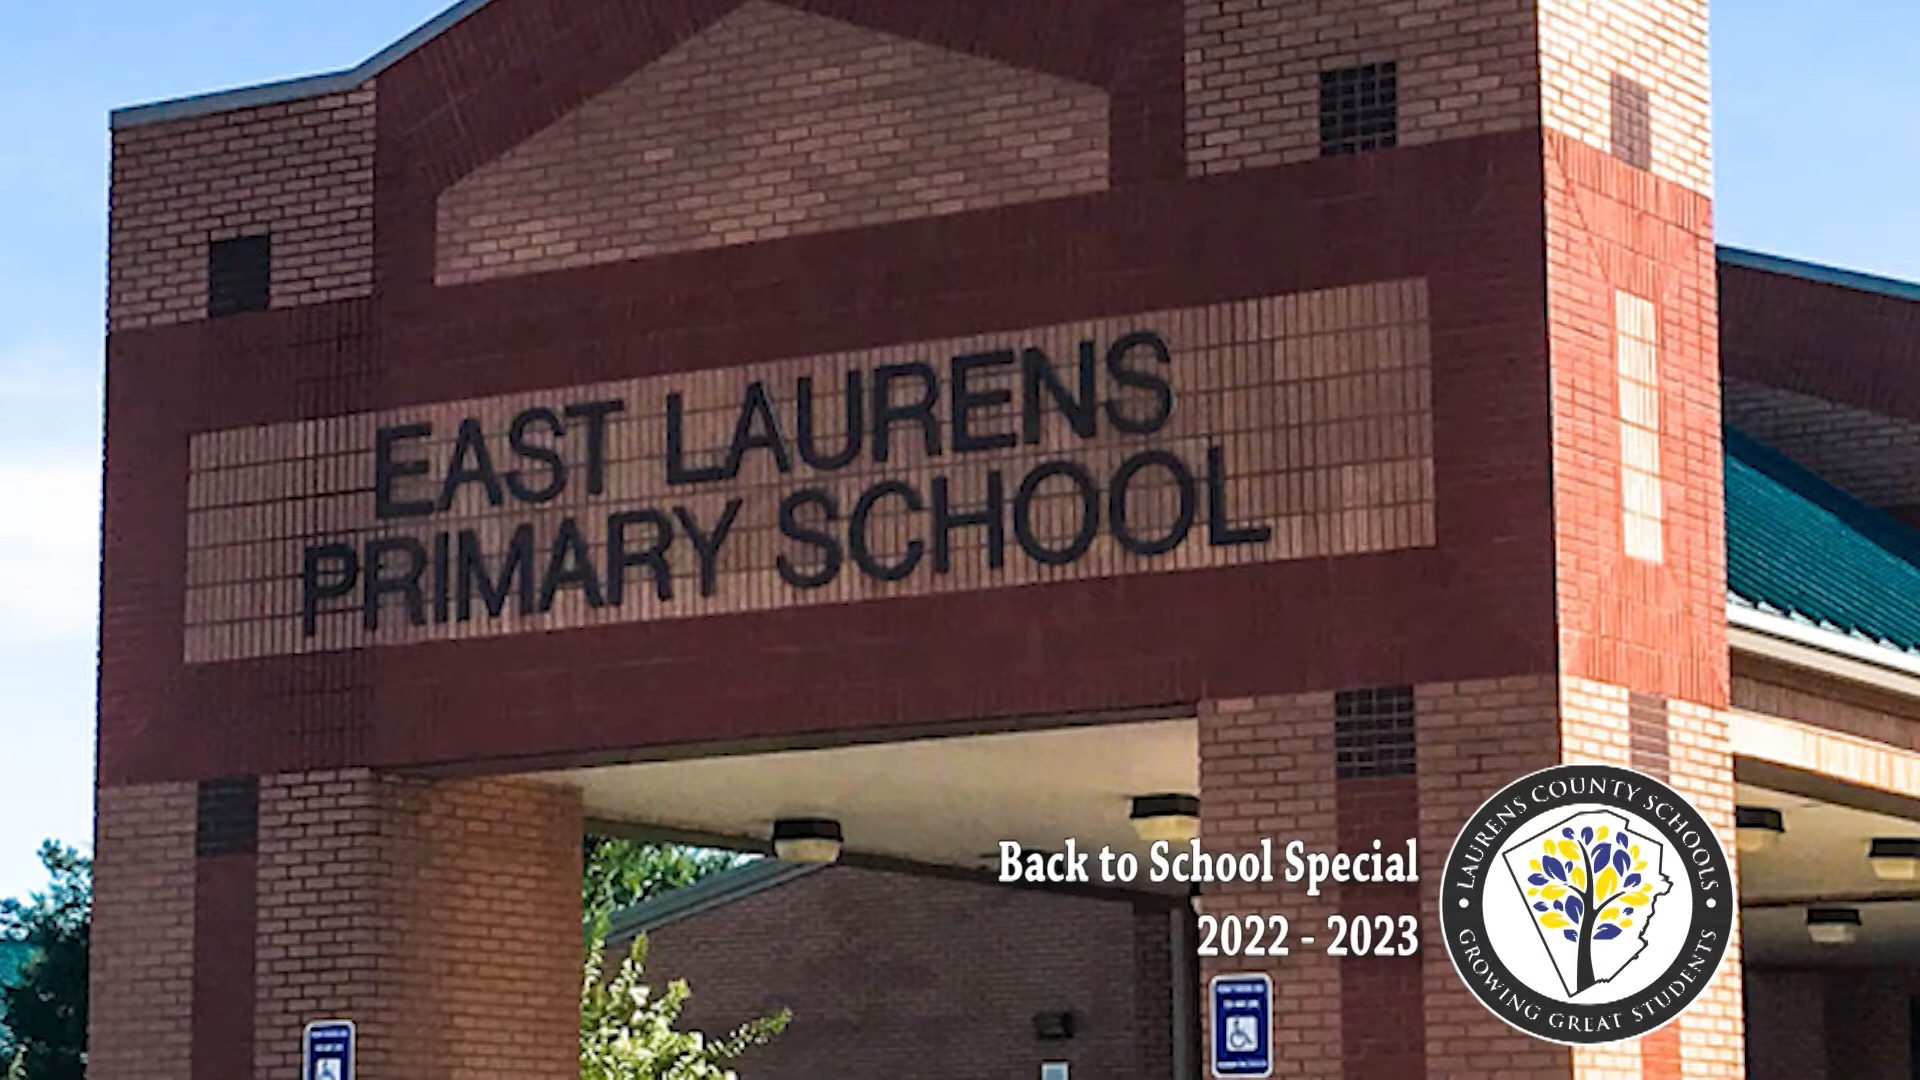 EAST LAURENS
PRIMARY SCHOOL
Back to School Special
2022 - 2023
LAURENS COUNTY SCHOOLS
GROWING GREAT STUDENTS